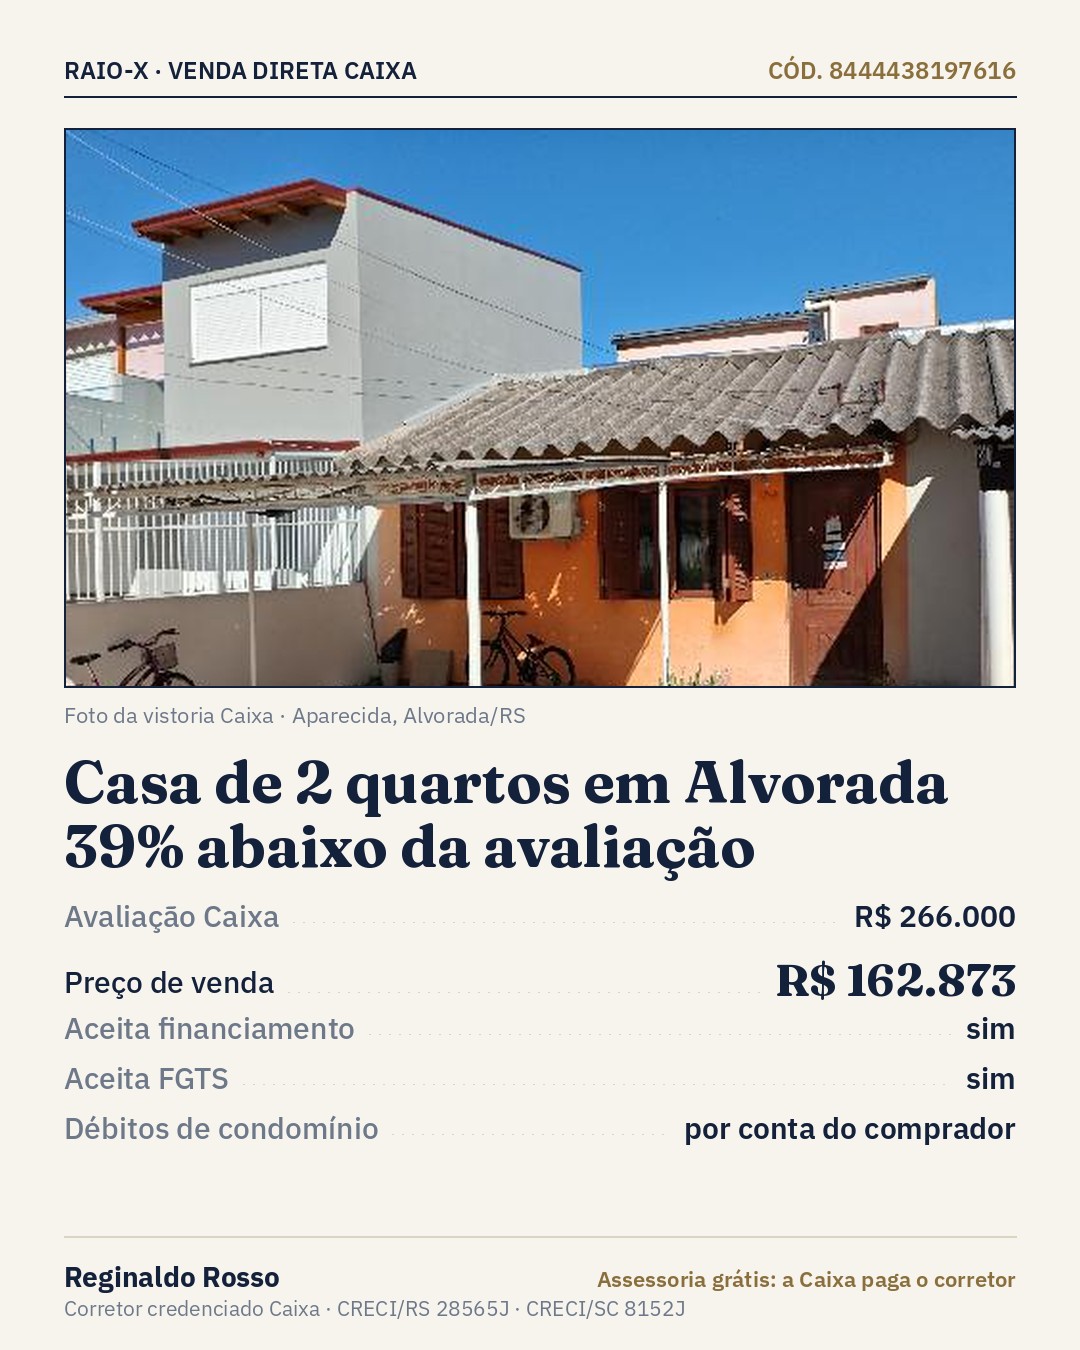 RAIO-X · VENDA DIRETA CAIXA
CÓD. 8444438197616
Foto da vistoria Caixa · Aparecida, Alvorada/RS
Casa de 2 quartos em Alvorada
39% abaixo da avaliação
Avaliação Caixa R$ 266.000
Preço de venda R$ 162.873
Aceita financiamento sim
Aceita FGTS sim
Débitos de condomínio por conta do comprador
Reginaldo Rosso
Assessoria grátis: a Caixa paga o corretor
Corretor credenciado Caixa · CRECI/RS 28565J · CRECI/SC 8152J